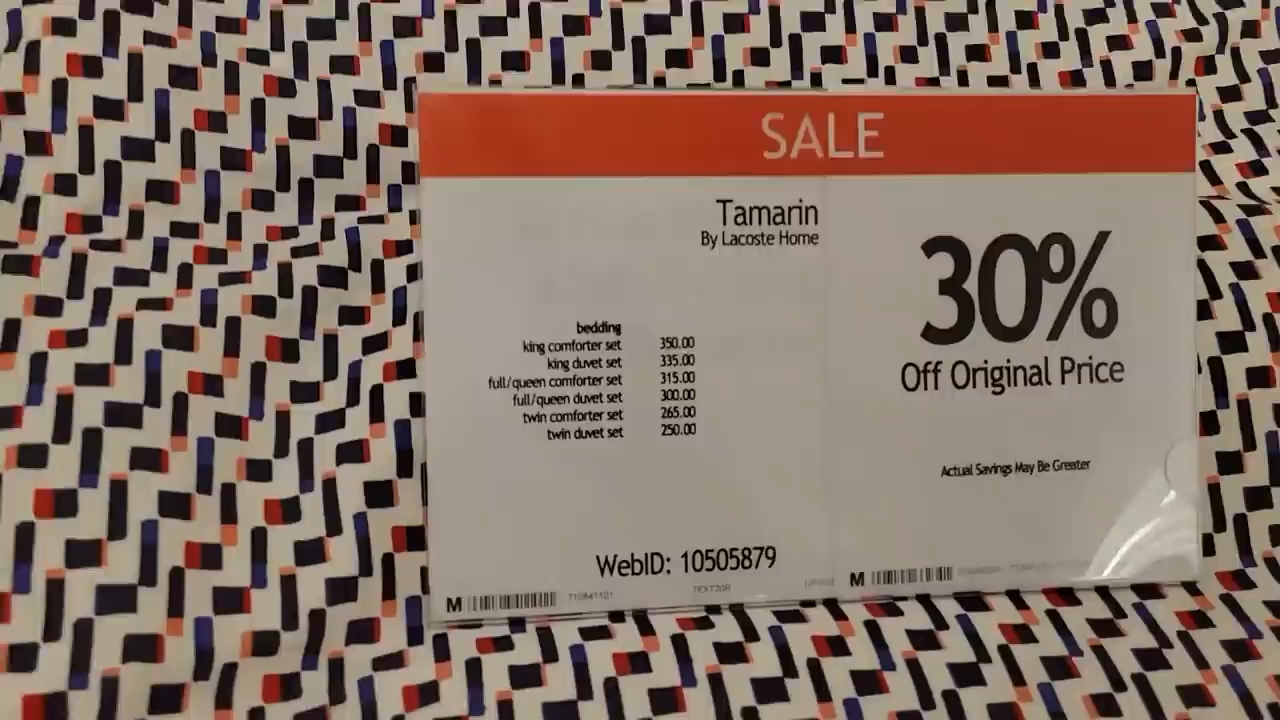 SALE
Tamarin
By Lacoste Home
bedding
king comforter set 350.00
king duvet set 335.00
full/queen comforter set 315.00
full/queen duvet set 300.00
twin comforter set 265.00
twin duvet set 250.00
WebID: 10505879
M
30%
Off Original Price
Actual Savings May Be Greater
M